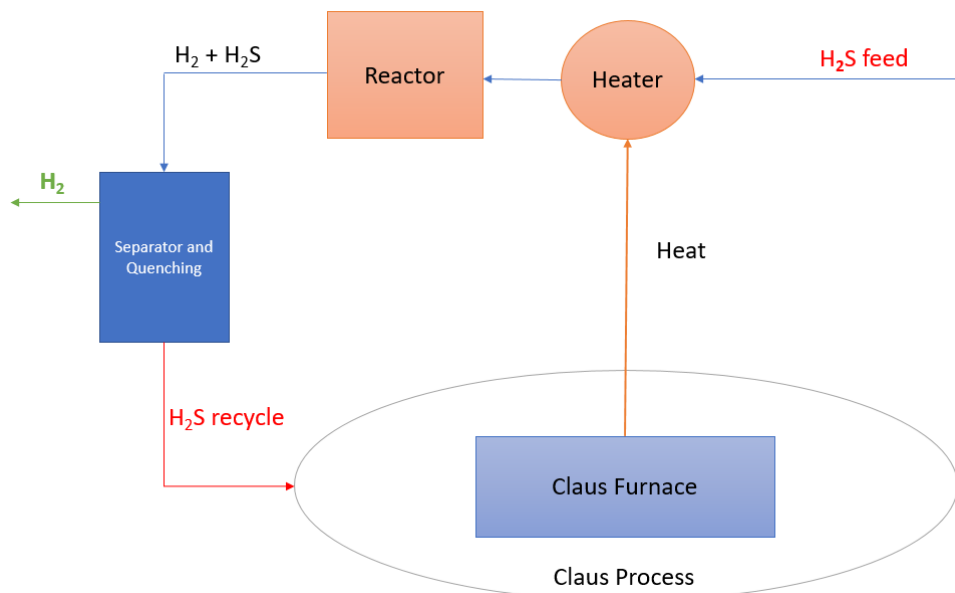 H₂ + H₂S
Reactor
Heater
H₂S feed
H₂
Separator and
Quenching
Heat
H₂S recycle
Claus Furnace
Claus Process